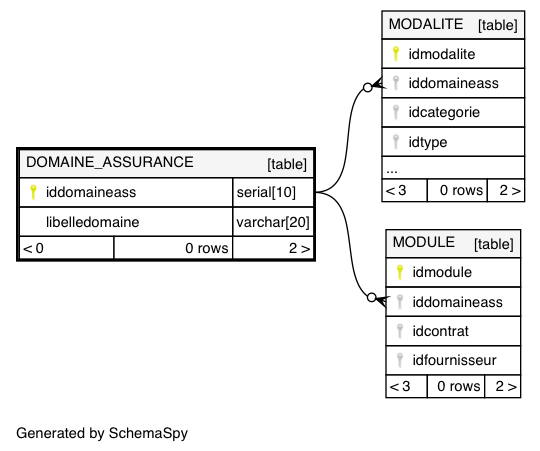 MODALITE [table]
idmodalite
iddomaineass
idcategorie
idtype
...
< 3 0 rows 2 >
DOMAINE_ASSURANCE [table]
iddomaineass serial[10]
libelledomaine varchar[20]
< 0 0 rows 2 >
MODULE [table]
idmodule
iddomaineass
idcontrat
idfournisseur
< 3 0 rows 2 >
Generated by SchemaSpy